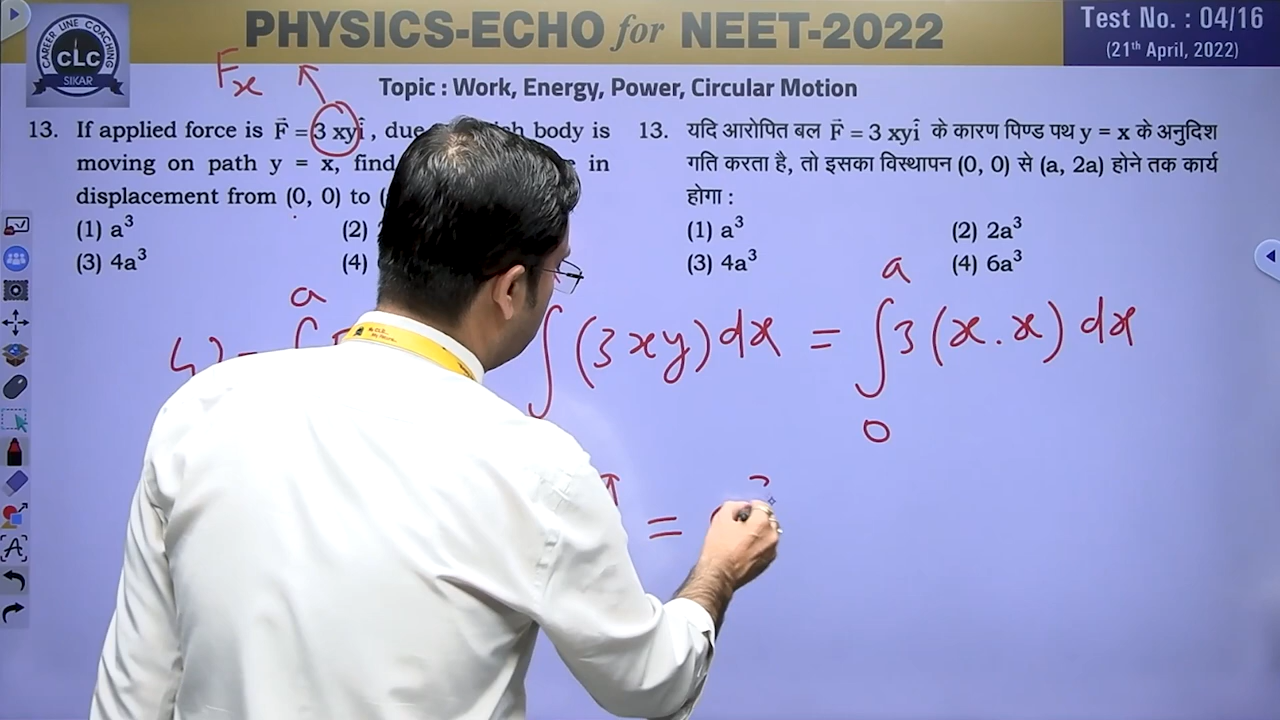 PHYSICS-ECHO for NEET-2022
Test No. : 04/16
(21th April, 2022)
CAREER LINE COACHING
CLC
SIKAR
Topic : Work, Energy, Power, Circular Motion
F_x
13. If applied force is F⃗ = 3 xyî, due body is
moving on path y = x, find in
displacement from (0, 0) to (
(1) a³ (2)
(3) 4a³ (4)
13. यदि आरोपित बल F⃗ = 3 xyî के कारण पिण्ड पथ y = x के अनुदिश
गति करता है, तो इसका विस्थापन (0, 0) से (a, 2a) होने तक कार्य
होगा :
(1) a³ (2) 2a³
(3) 4a³ (4) 6a³
a a
∫ ∫ (3xy) dx = ∫ 3 (x . x) dx
0
=
A